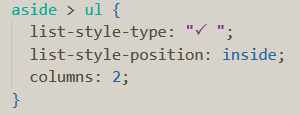 aside > ul {
  list-style-type: "✓ ";
  list-style-position: inside;
  columns: 2;
}